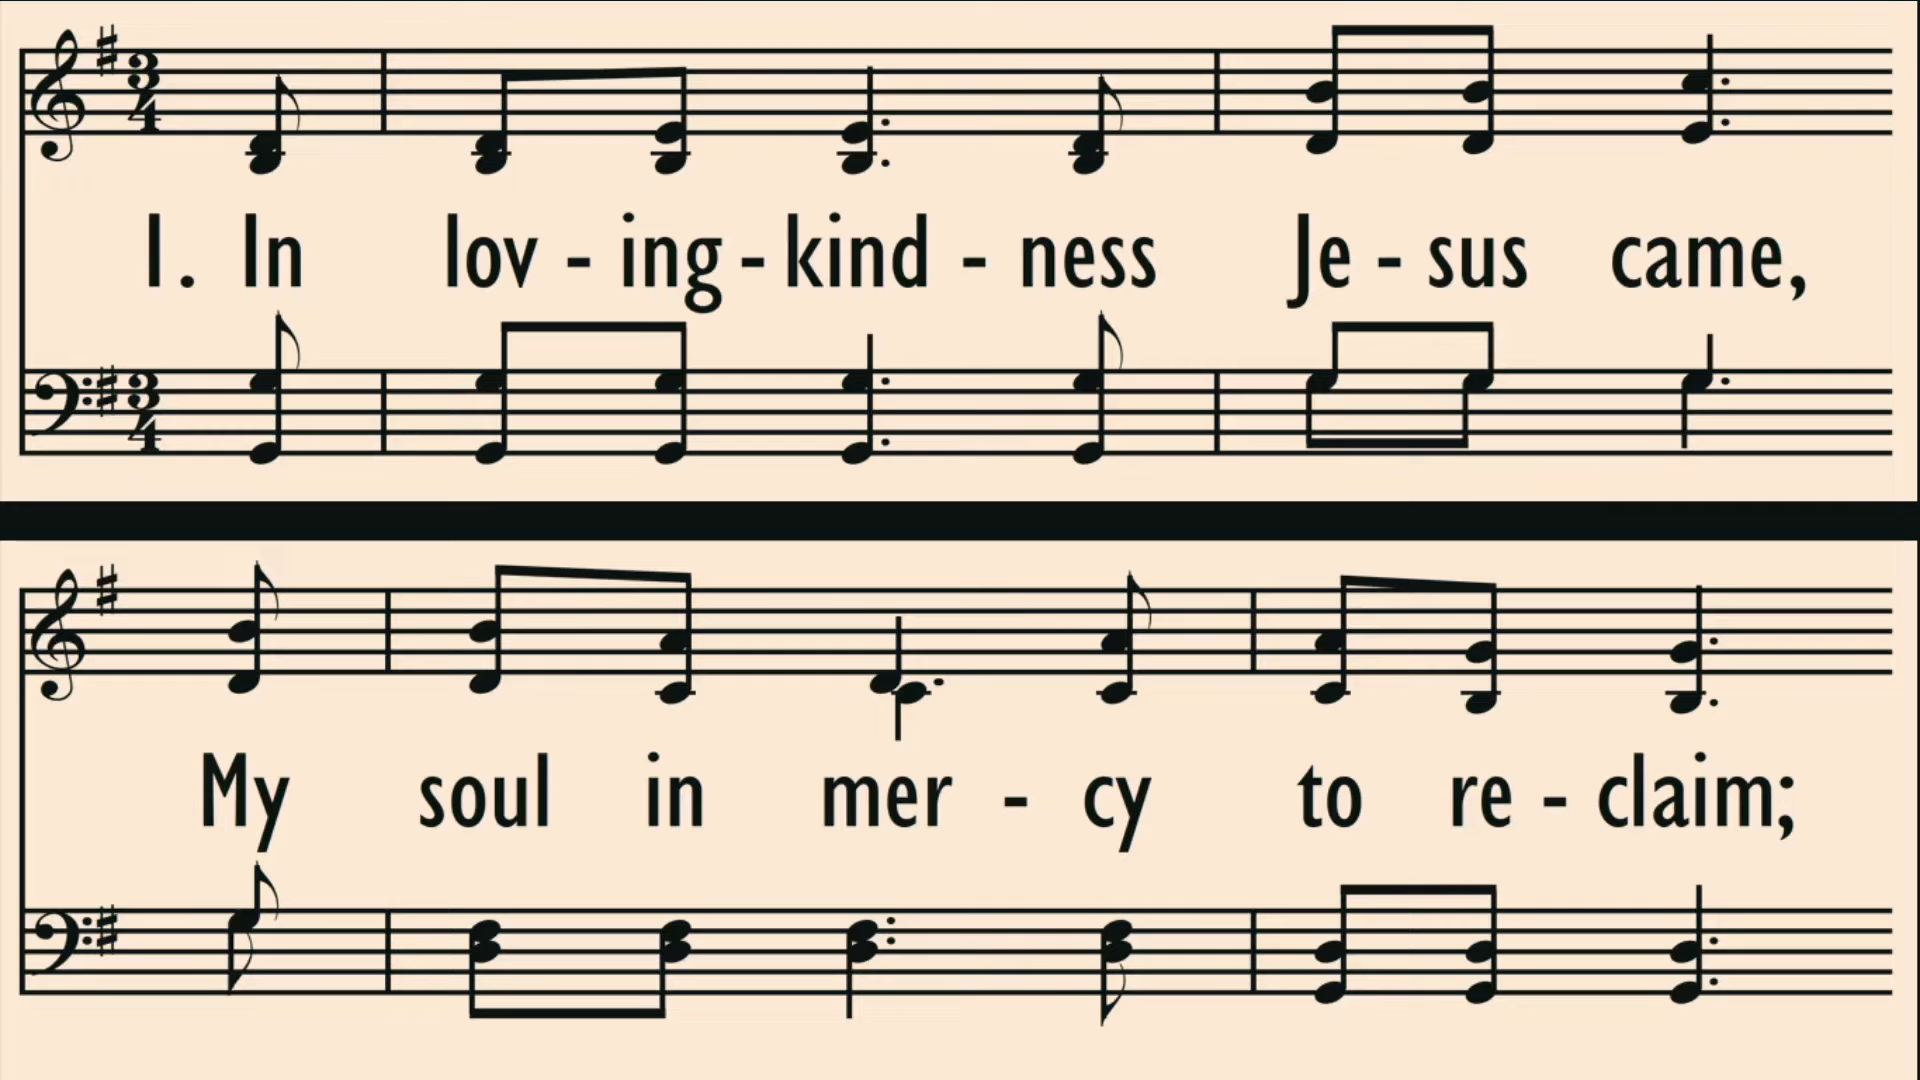 1. In lov - ing - kind - ness Je - sus came,
My soul in mer - cy to re - claim;